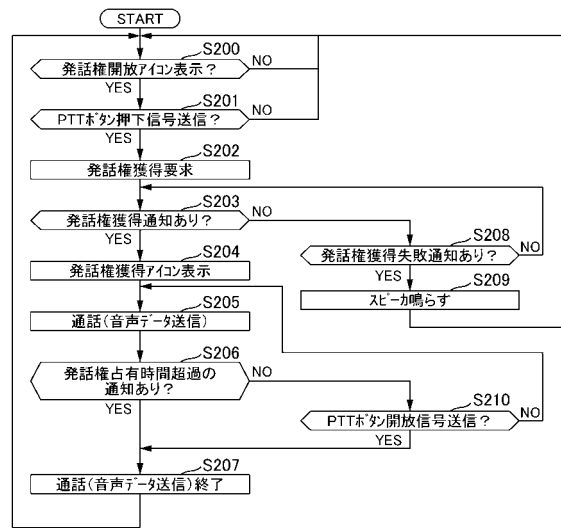 START
S200
発話権開放アイコン表示？
NO
YES
S201
PTTボタン押下信号送信？
NO
YES
S202
発話権獲得要求
S203
発話権獲得通知あり？
NO
YES
S204
発話権獲得アイコン表示
S208
発話権獲得失敗通知あり？
NO
YES
S209
スピーカ鳴らす
S205
通話(音声データ送信)
S206
発話権占有時間超過の
通知あり？
NO
YES
S210
PTTボタン開放信号送信？
NO
YES
S207
通話(音声データ送信)終了